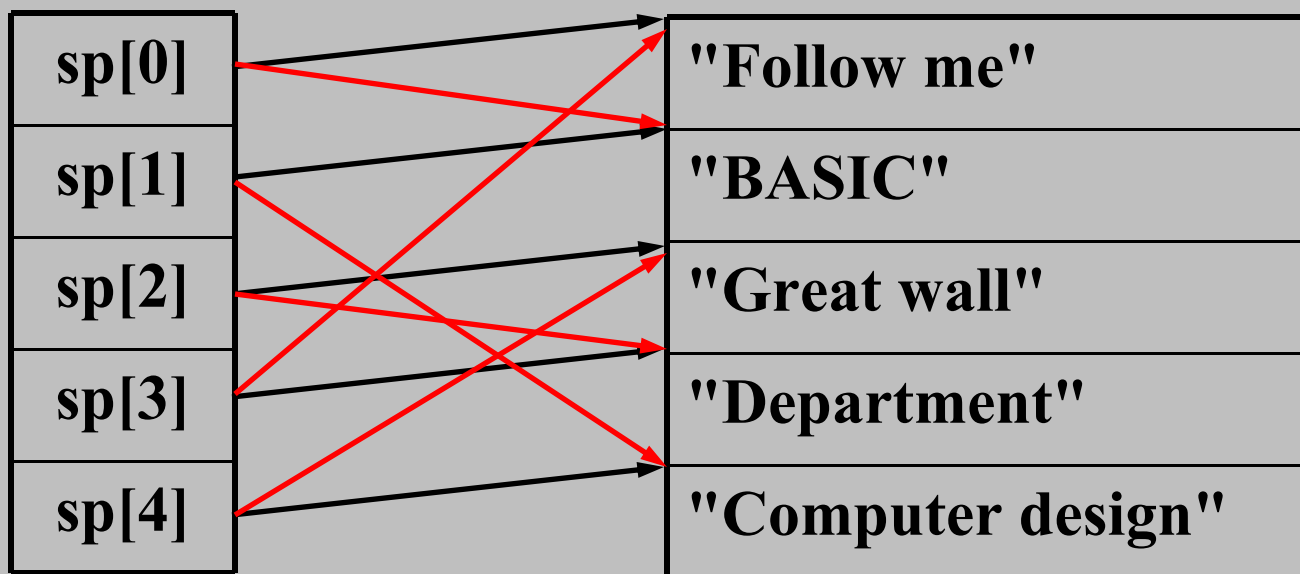 sp[0]
"Follow me"
sp[1]
"BASIC"
sp[2]
"Great wall"
sp[3]
"Department"
sp[4]
"Computer design"